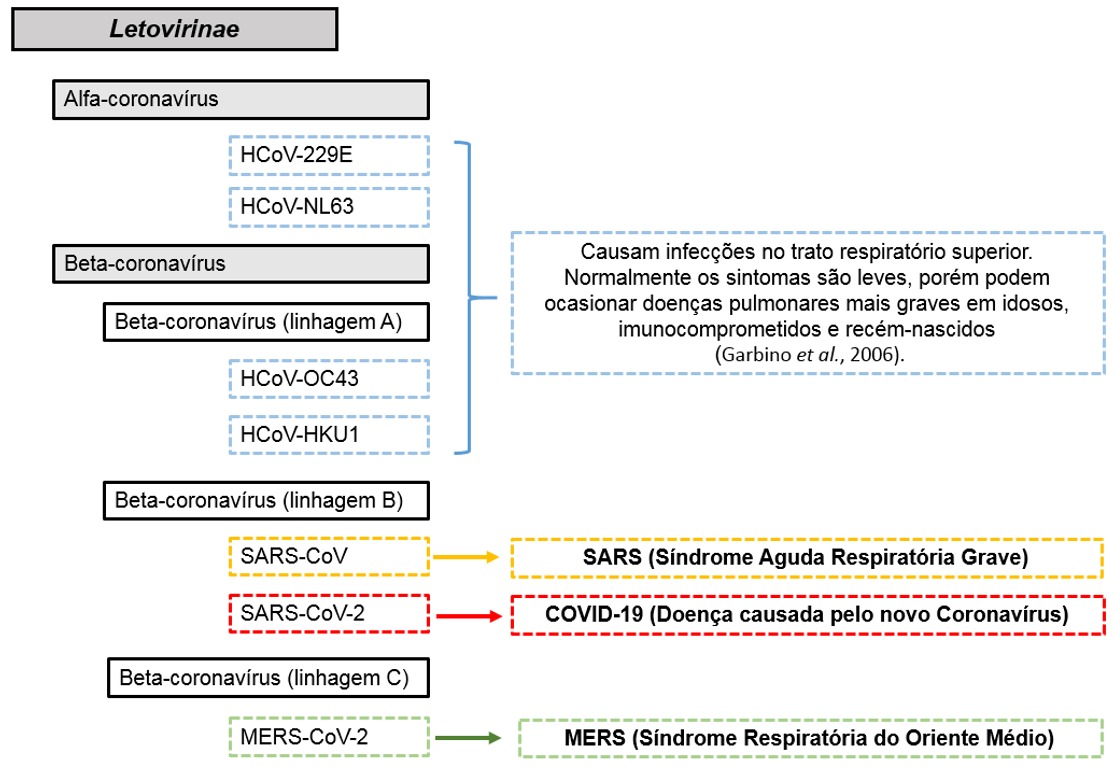 Letovirinae
Alfa-coronavírus
HCoV-229E
HCoV-NL63
Beta-coronavírus
Beta-coronavírus (linhagem A)
HCoV-OC43
HCoV-HKU1
Causam infecções no trato respiratório superior.
Normalmente os sintomas são leves, porém podem
ocasionar doenças pulmonares mais graves em idosos,
imunocomprometidos e recém-nascidos
(Garbino et al., 2006).
Beta-coronavírus (linhagem B)
SARS-CoV
SARS (Síndrome Aguda Respiratória Grave)
SARS-CoV-2
COVID-19 (Doença causada pelo novo Coronavírus)
Beta-coronavírus (linhagem C)
MERS-CoV-2
MERS (Síndrome Respiratória do Oriente Médio)